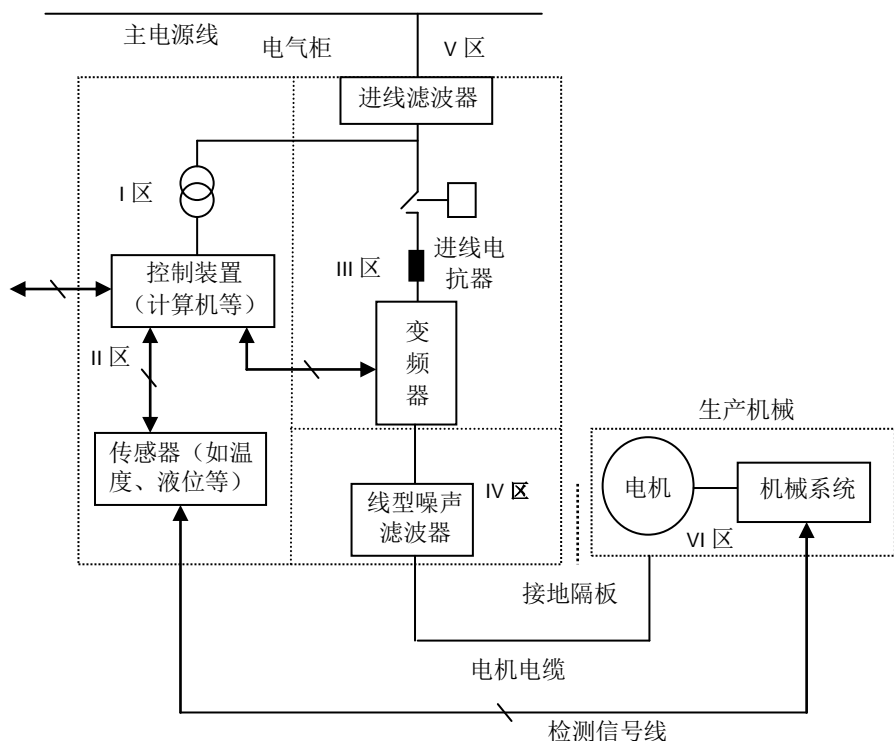 主电源线
电气柜
V 区
进线滤波器
I 区
进线电
抗器
III 区
控制装置
（计算机等）
变
频
器
II 区
生产机械
传感器（如温
度、液位等）
线型噪声
滤波器
IV 区
电机
机械系统
VI 区
接地隔板
电机电缆
检测信号线